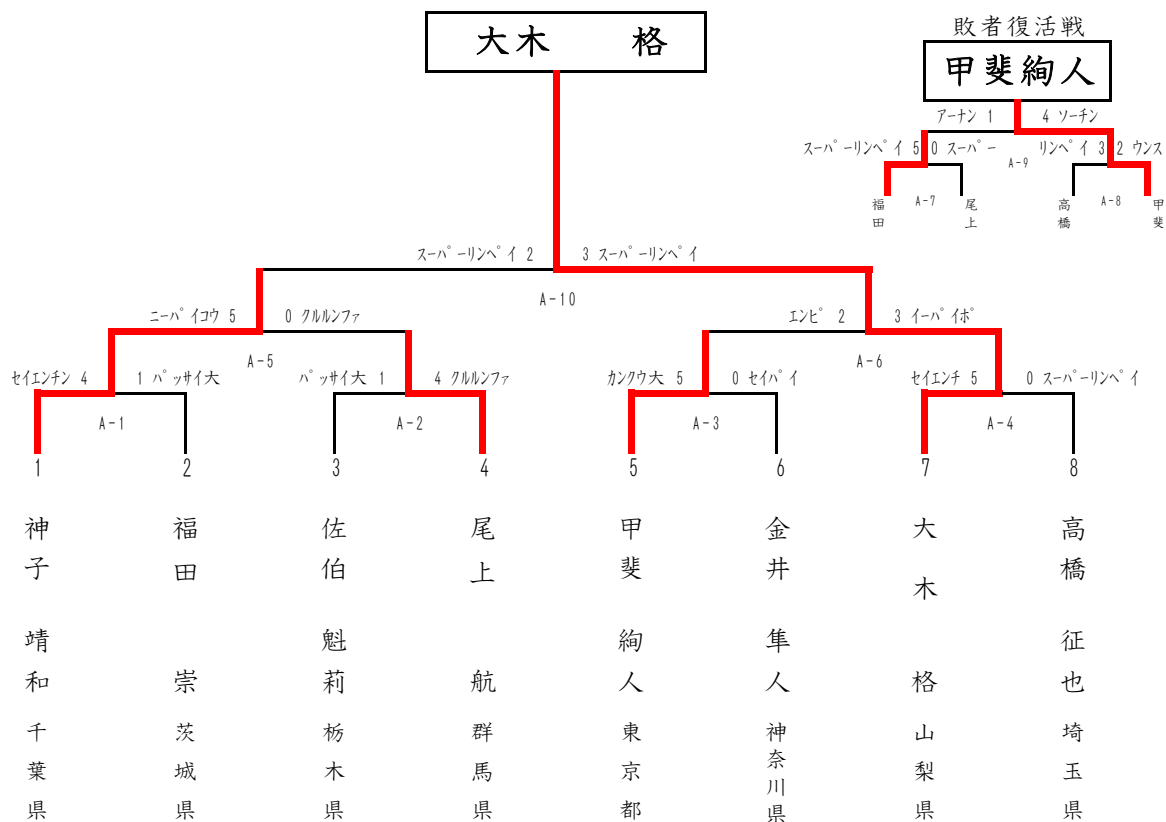 大木　格
敗者復活戦
甲斐絢人
アーナン 1
4 ソーチン
スーパーリンペイ 5
0 スーパー
リンペイ 3
2 ウンス
A-9
A-7
A-8
福田
尾上
高橋
甲斐
スーパーリンペイ 2
3 スーパーリンペイ
A-10
ニーパイコウ 5
0 クルルンファ
エンピ 2
3 イーパイポ
A-5
A-6
セイエンチン 4
1 パッサイ大
パッサイ大 1
4 クルルンファ
カンクウ大 5
0 セイパイ
セイエンチ 5
0 スーパーリンペイ
A-1
A-2
A-3
A-4
1
2
3
4
5
6
7
8
神子 靖和
千葉県
福田 崇
茨城県
佐伯 魁莉
栃木県
尾上 航
群馬県
甲斐 絢人
東京都
金井 隼人
神奈川県
大木 格
山梨県
高橋 征也
埼玉県